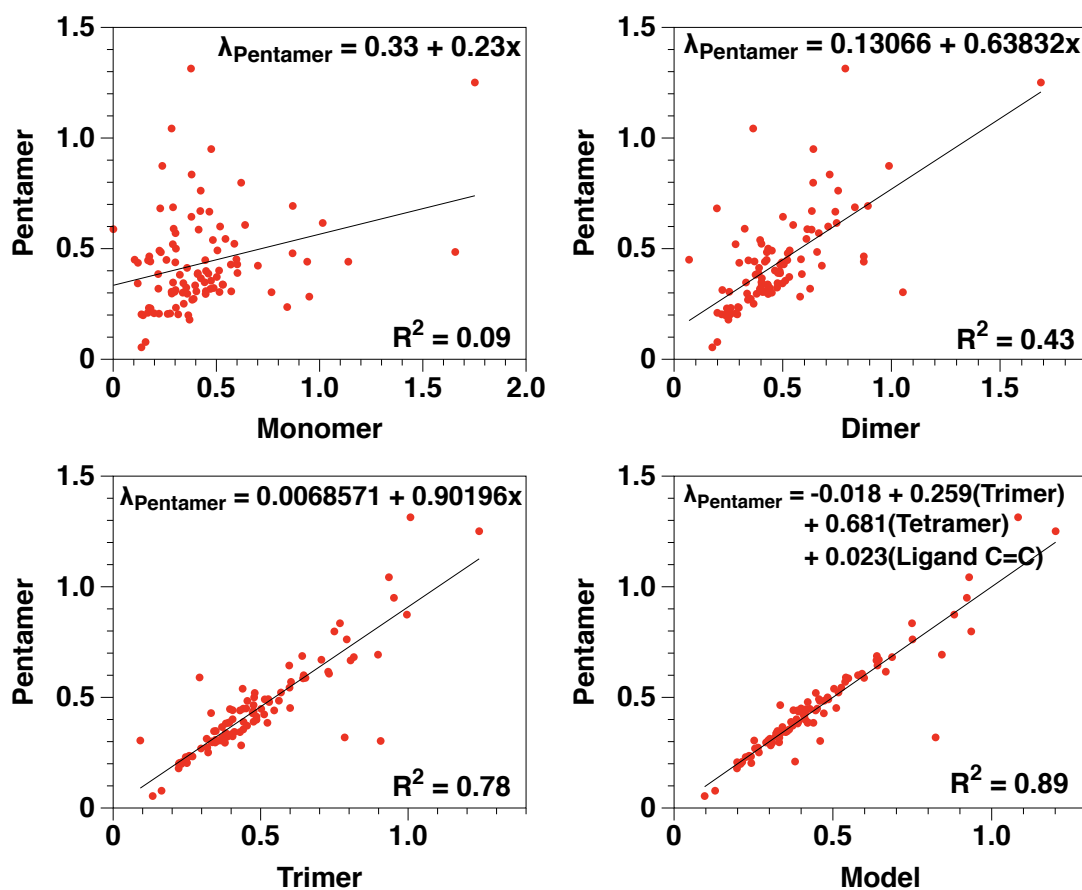 λPentamer = 0.33 + 0.23x
1.5
1.0
0.5
0
Pentamer
R² = 0.09
0
0.5
1.0
1.5
2.0
Monomer
λPentamer = 0.13066 + 0.63832x
1.5
1.0
0.5
0
Pentamer
R² = 0.43
0
0.5
1.0
1.5
Dimer
λPentamer = 0.0068571 + 0.90196x
1.5
1.0
0.5
0
Pentamer
R² = 0.78
0
0.5
1.0
Trimer
λPentamer = -0.018 + 0.259(Trimer)
+ 0.681(Tetramer)
+ 0.023(Ligand C=C)
1.5
1.0
0.5
0
Pentamer
R² = 0.89
0
0.5
1.0
Model